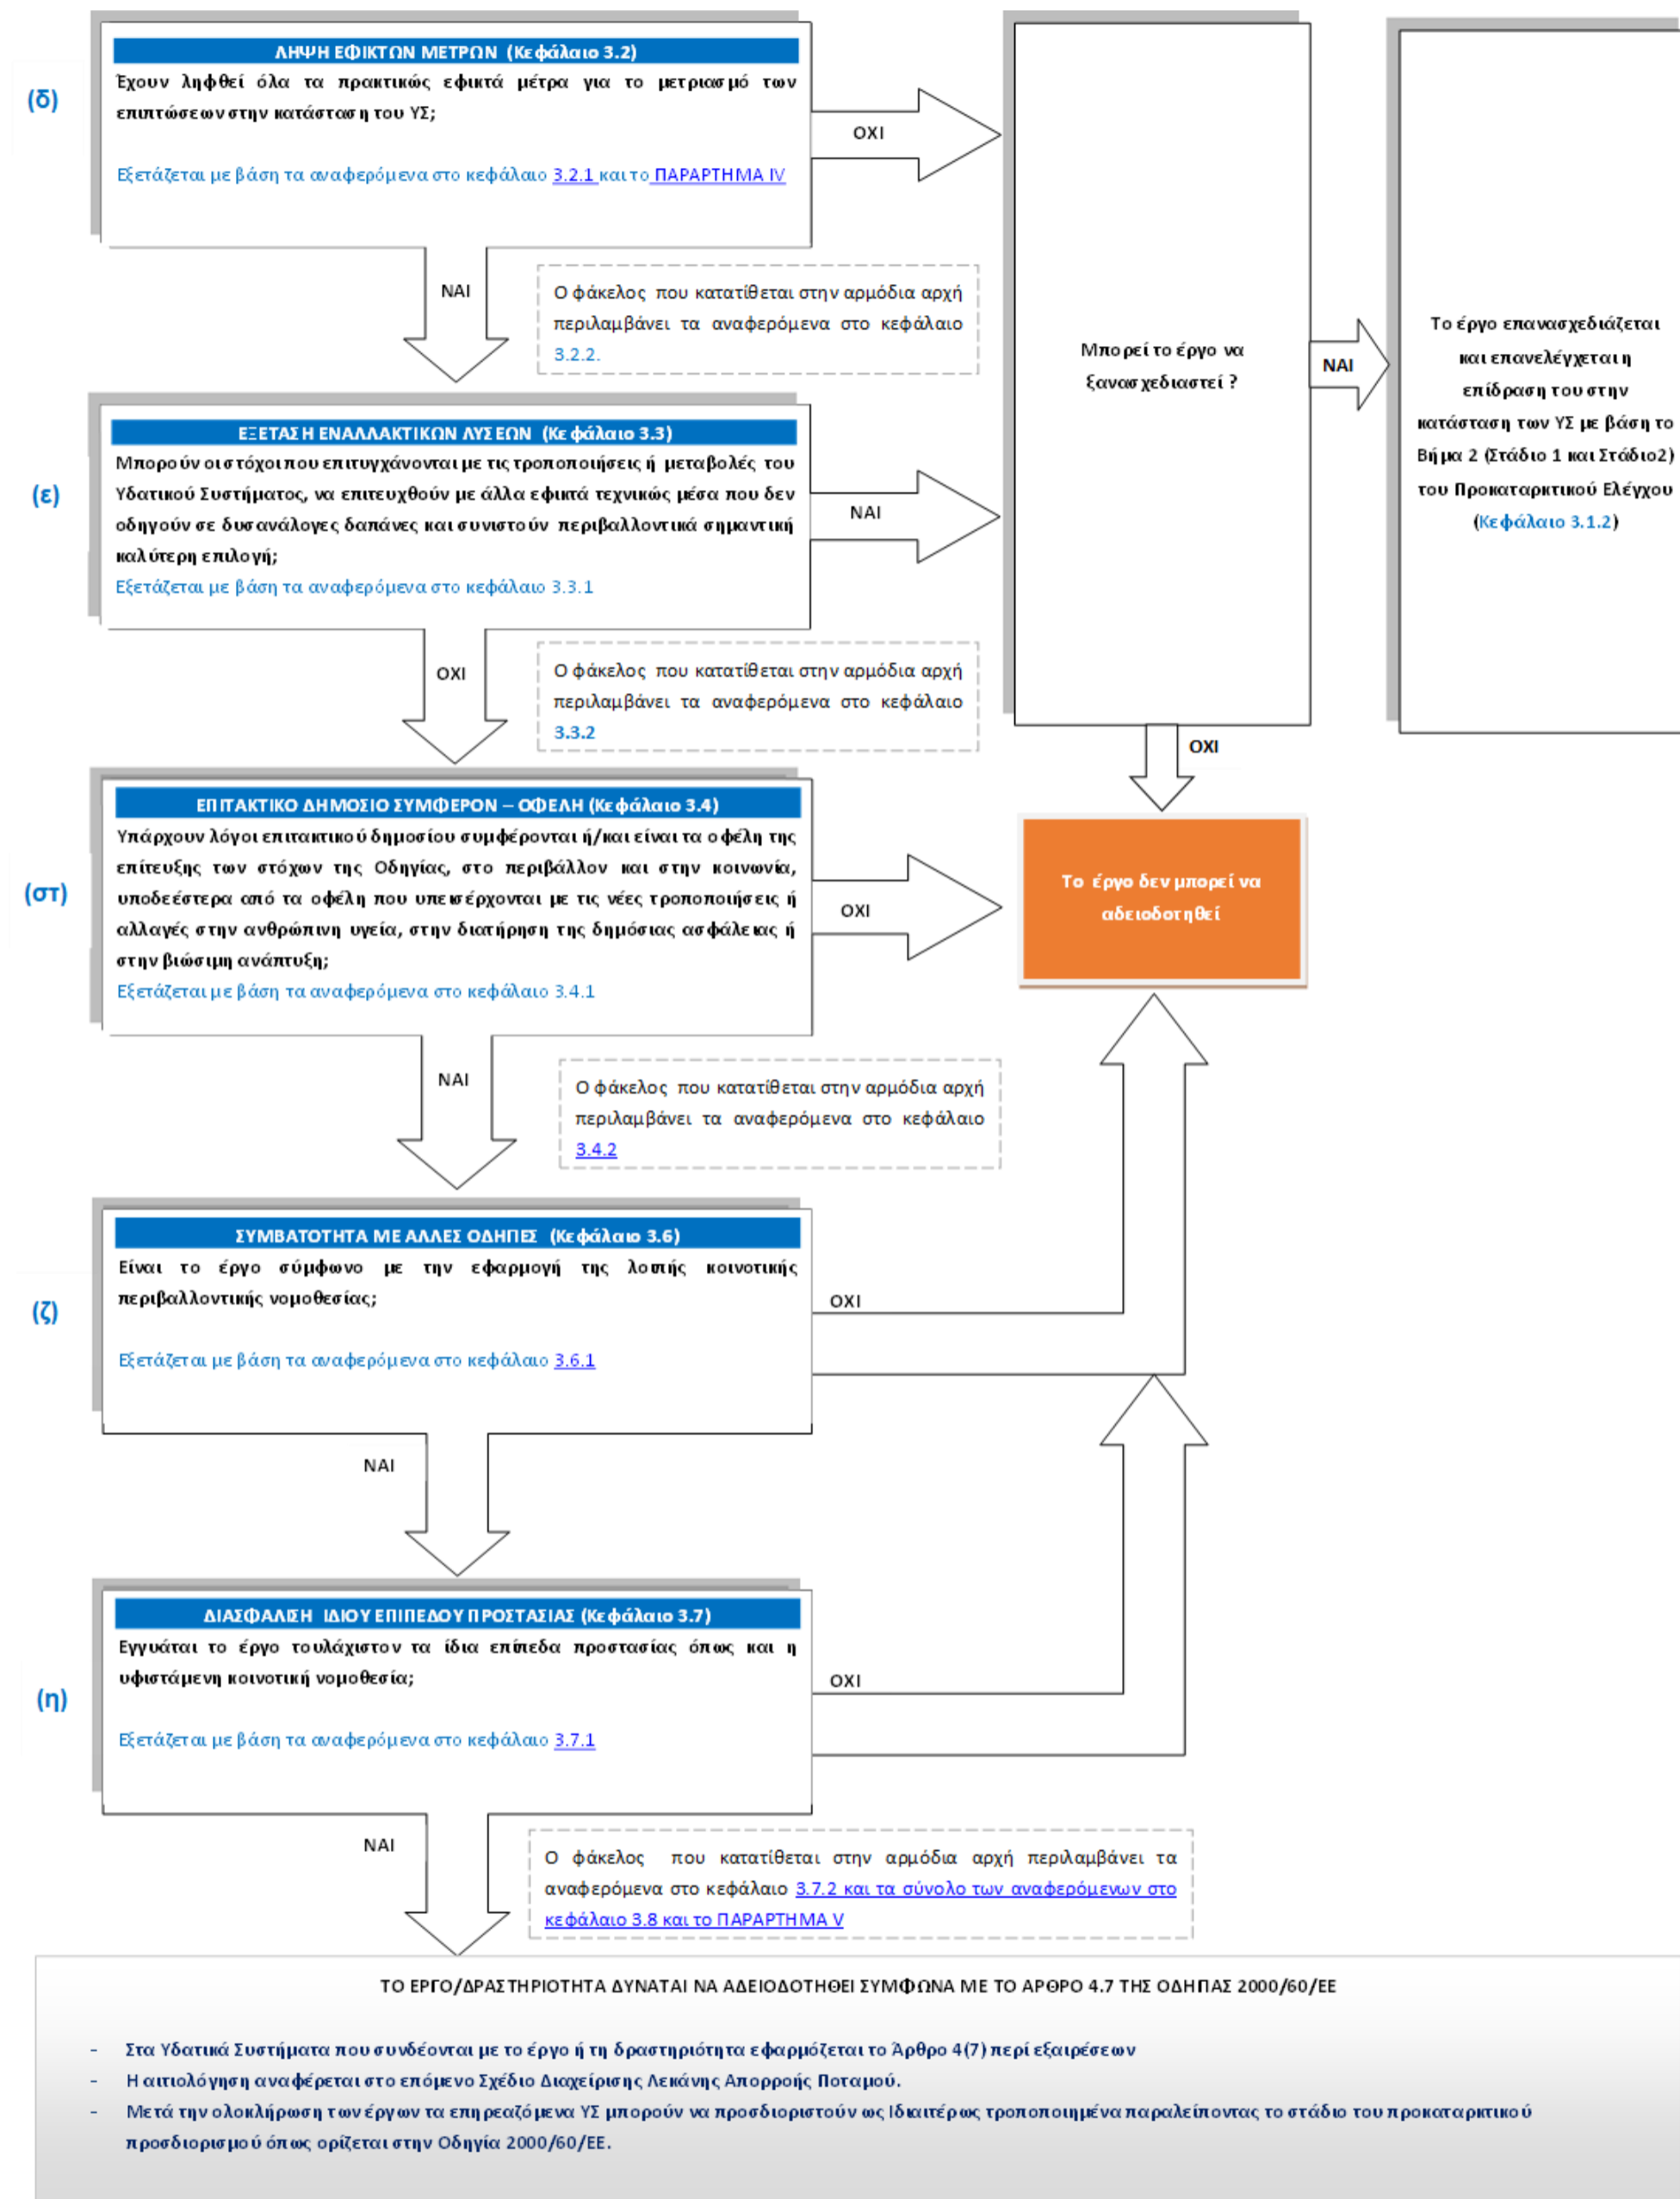 (δ)
ΛΗΨΗ ΕΦΙΚΤΩΝ ΜΕΤΡΩΝ (Κεφάλαιο 3.2)
Έχουν ληφθεί όλα τα πρακτικώς εφικτά μέτρα για το μετριασμό των
επιπτώσεων στην κατάσταση του ΥΣ;
Εξετάζεται με βάση τα αναφερόμενα στο κεφάλαιο 3.2.1 και το ΠΑΡΑΡΤΗΜΑ IV
ΟΧΙ
ΝΑΙ
Ο φάκελος που κατατίθεται στην αρμόδια αρχή
περιλαμβάνει τα αναφερόμενα στο κεφάλαιο
3.2.2.
Μπορεί το έργο να
ξανασχεδιαστεί ?
ΝΑΙ
Το έργο επανασχεδιάζεται
και επανελέγχεται η
επίδραση του στην
κατάσταση των ΥΣ με βάση το
Βήμα 2 (Στάδιο 1 και Στάδιο2)
του Προκαταρκτικού Ελέγχου
(Κεφάλαιο 3.1.2)
(ε)
ΕΞΕΤΑΣΗ ΕΝΑΛΛΑΚΤΙΚΩΝ ΛΥΣΕΩΝ (Κεφάλαιο 3.3)
Μπορούν οι στόχοι που επιτυγχάνονται με τις τροποποιήσεις ή μεταβολές του
Υδατικού Συστήματος, να επιτευχθούν με άλλα εφικτά τεχνικώς μέσα που δεν
οδηγούν σε δυσανάλογες δαπάνες και συνιστούν περιβαλλοντικά σημαντική
καλύτερη επιλογή;
Εξετάζεται με βάση τα αναφερόμενα στο κεφάλαιο 3.3.1
ΝΑΙ
ΟΧΙ
Ο φάκελος που κατατίθεται στην αρμόδια αρχή
περιλαμβάνει τα αναφερόμενα στο κεφάλαιο
3.3.2
ΟΧΙ
(στ)
ΕΠΙΤΑΚΤΙΚΟ ΔΗΜΟΣΙΟ ΣΥΜΦΕΡΟΝ – ΟΦΕΛΗ (Κεφάλαιο 3.4)
Υπάρχουν λόγοι επιτακτικού δημοσίου συμφέρονται ή/και είναι τα οφέλη της
επίτευξης των στόχων της Οδηγίας, στο περιβάλλον και στην κοινωνία,
υποδεέστερα από τα οφέλη που υπεισέρχονται με τις νέες τροποποιήσεις ή
αλλαγές στην ανθρώπινη υγεία, στην διατήρηση της δημόσιας ασφάλειας ή
στην βιώσιμη ανάπτυξη;
Εξετάζεται με βάση τα αναφερόμενα στο κεφάλαιο 3.4.1
ΟΧΙ
Το έργο δεν μπορεί να
αδειοδοτηθεί
ΝΑΙ
Ο φάκελος που κατατίθεται στην αρμόδια αρχή
περιλαμβάνει τα αναφερόμενα στο κεφάλαιο
3.4.2
(ζ)
ΣΥΜΒΑΤΟΤΗΤΑ ΜΕ ΑΛΛΕΣ ΟΔΗΓΙΕΣ (Κεφάλαιο 3.6)
Είναι το έργο σύμφωνο με την εφαρμογή της λοιπής κοινοτικής
περιβαλλοντικής νομοθεσίας;
Εξετάζεται με βάση τα αναφερόμενα στο κεφάλαιο 3.6.1
ΟΧΙ
ΝΑΙ
(η)
ΔΙΑΣΦΑΛΙΣΗ ΙΔΙΟΥ ΕΠΙΠΕΔΟΥ ΠΡΟΣΤΑΣΙΑΣ (Κεφάλαιο 3.7)
Εγγυάται το έργο τουλάχιστον τα ίδια επίπεδα προστασίας όπως και η
υφιστάμενη κοινοτική νομοθεσία;
Εξετάζεται με βάση τα αναφερόμενα στο κεφάλαιο 3.7.1
ΟΧΙ
ΝΑΙ
Ο φάκελος που κατατίθεται στην αρμόδια αρχή περιλαμβάνει τα
αναφερόμενα στο κεφάλαιο 3.7.2 και τα σύνολο των αναφερόμενων στο
κεφάλαιο 3.8 και το ΠΑΡΑΡΤΗΜΑ V
ΤΟ ΕΡΓΟ/ΔΡΑΣΤΗΡΙΟΤΗΤΑ ΔΥΝΑΤΑΙ ΝΑ ΑΔΕΙΟΔΟΤΗΘΕΙ ΣΥΜΦΩΝΑ ΜΕ ΤΟ ΑΡΘΡΟ 4.7 ΤΗΣ ΟΔΗΓΙΑΣ 2000/60/ΕΕ
- Στα Υδατικά Συστήματα που συνδέονται με το έργο ή τη δραστηριότητα εφαρμόζεται το Άρθρο 4(7) περί εξαιρέσεων
- Η αιτιολόγηση αναφέρεται στο επόμενο Σχέδιο Διαχείρισης Λεκάνης Απορροής Ποταμού.
- Μετά την ολοκλήρωση των έργων τα επηρεαζόμενα ΥΣ μπορούν να προσδιοριστούν ως Ιδιαιτέρως τροποποιημένα παραλείποντας το στάδιο του προκαταρκτικού
προσδιορισμού όπως ορίζεται στην Οδηγία 2000/60/ΕΕ.